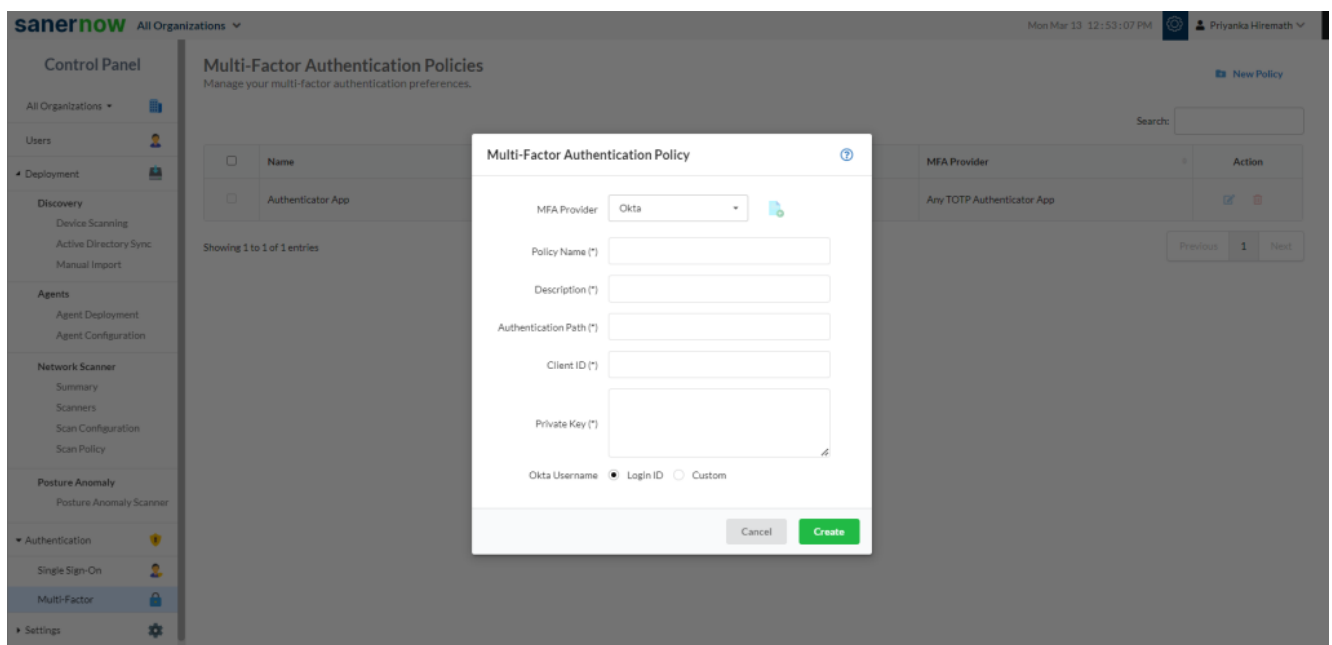 sanernow All Organizations
Mon Mar 13 12:53:07 PM
Priyanka Hiremath
Control Panel
All Organizations
Users
Deployment
Discovery
Device Scanning
Active Directory Sync
Manual Import
Agents
Agent Deployment
Agent Configuration
Network Scanner
Summary
Scanners
Scan Configuration
Scan Policy
Posture Anomaly
Posture Anomaly Scanner
Authentication
Single Sign-On
Multi-Factor
Settings
Multi-Factor Authentication Policies
Manage your multi-factor authentication preferences.
New Policy
Search:
Name
MFA Provider
Action
Authenticator App
Any TOTP Authenticator App
Showing 1 to 1 of 1 entries
Previous 1 Next
Multi-Factor Authentication Policy
MFA Provider Okta
Policy Name (*)
Description (*)
Authentication Path (*)
Client ID (*)
Private Key (*)
Okta Username Login ID Custom
Cancel Create